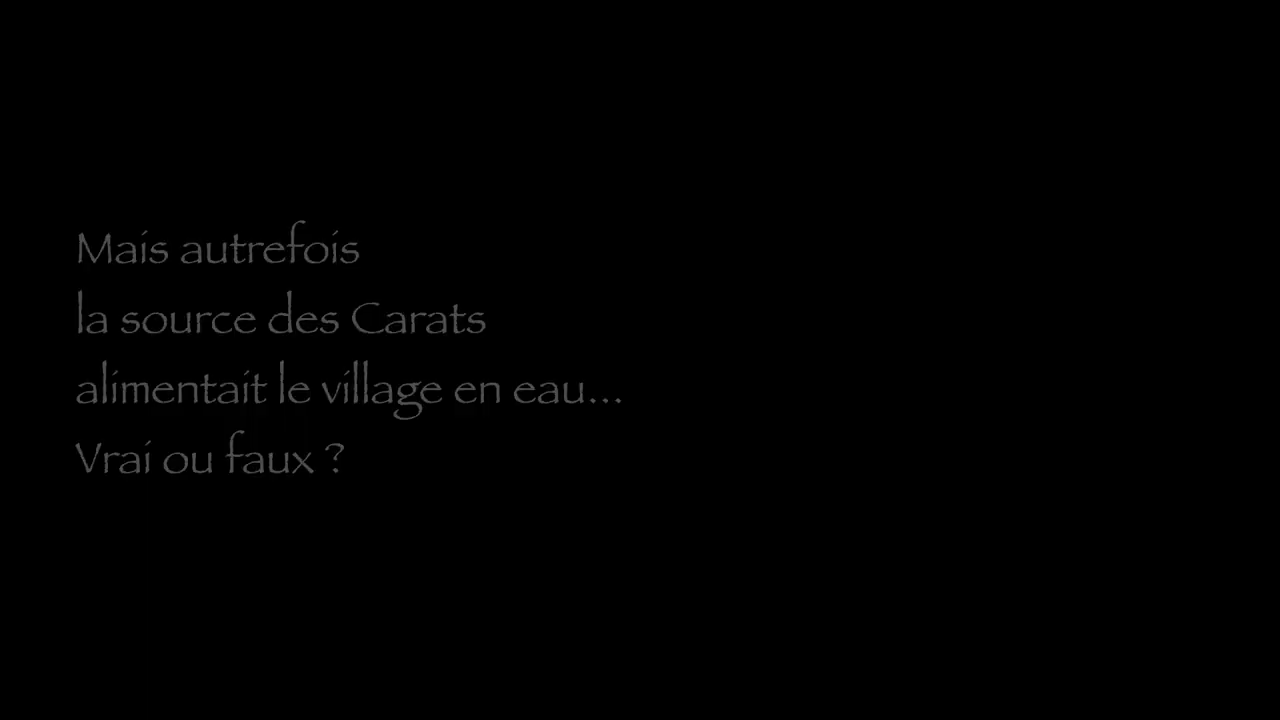 Mais autrefois
la source des Carats
alimentait le village en eau...
Vrai ou faux ?